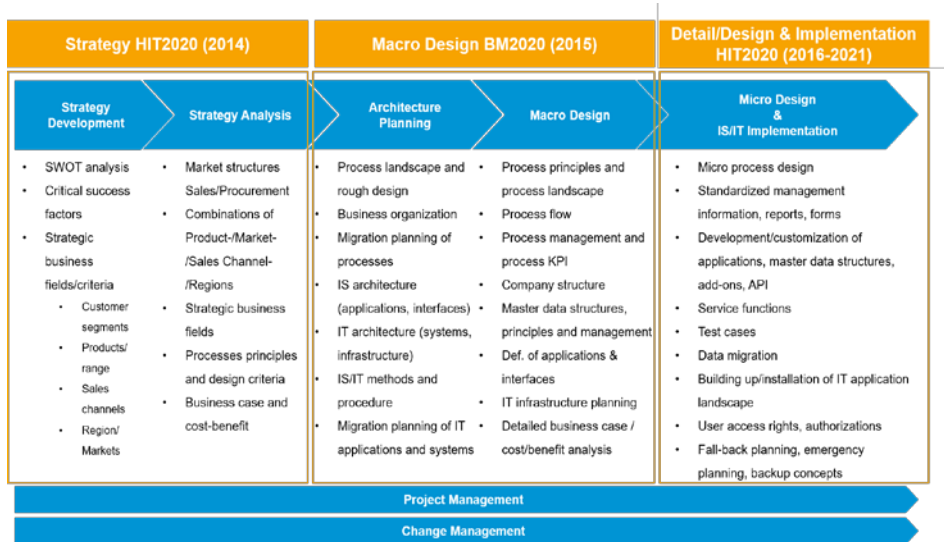 Strategy HIT2020 (2014)
Macro Design BM2020 (2015)
Detail/Design & Implementation
HIT2020 (2016-2021)
Strategy
Development
• SWOT analysis
• Critical success
factors
• Strategic
business
fields/criteria
• Customer
segments
• Products/
range
• Sales
channels
• Region/
Markets
Strategy Analysis
• Market structures
Sales/Procurement
• Combinations of
Product-/Market-
/Sales Channel-
/Regions
• Strategic business
fields
• Processes principles
and design criteria
• Business case and
cost-benefit
Architecture
Planning
• Process landscape and
rough design
• Business organization
• Migration planning of
processes
• IS architecture
(applications, interfaces)
• IT architecture (systems,
infrastructure)
• IS/IT methods and
procedure
• Migration planning of IT
applications and systems
Macro Design
• Process principles and
process landscape
• Process flow
• Process management and
process KPI
• Company structure
• Master data structures,
principles and management
• Def. of applications &
interfaces
• IT infrastructure planning
• Detailed business case /
cost/benefit analysis
Micro Design
&
IS/IT Implementation
• Micro process design
• Standardized management
information, reports, forms
• Development/customization of
applications, master data structures,
add-ons, API
• Service functions
• Test cases
• Data migration
• Building up/installation of IT application
landscape
• User access rights, authorizations
• Fall-back planning, emergency
planning, backup concepts
Project Management
Change Management